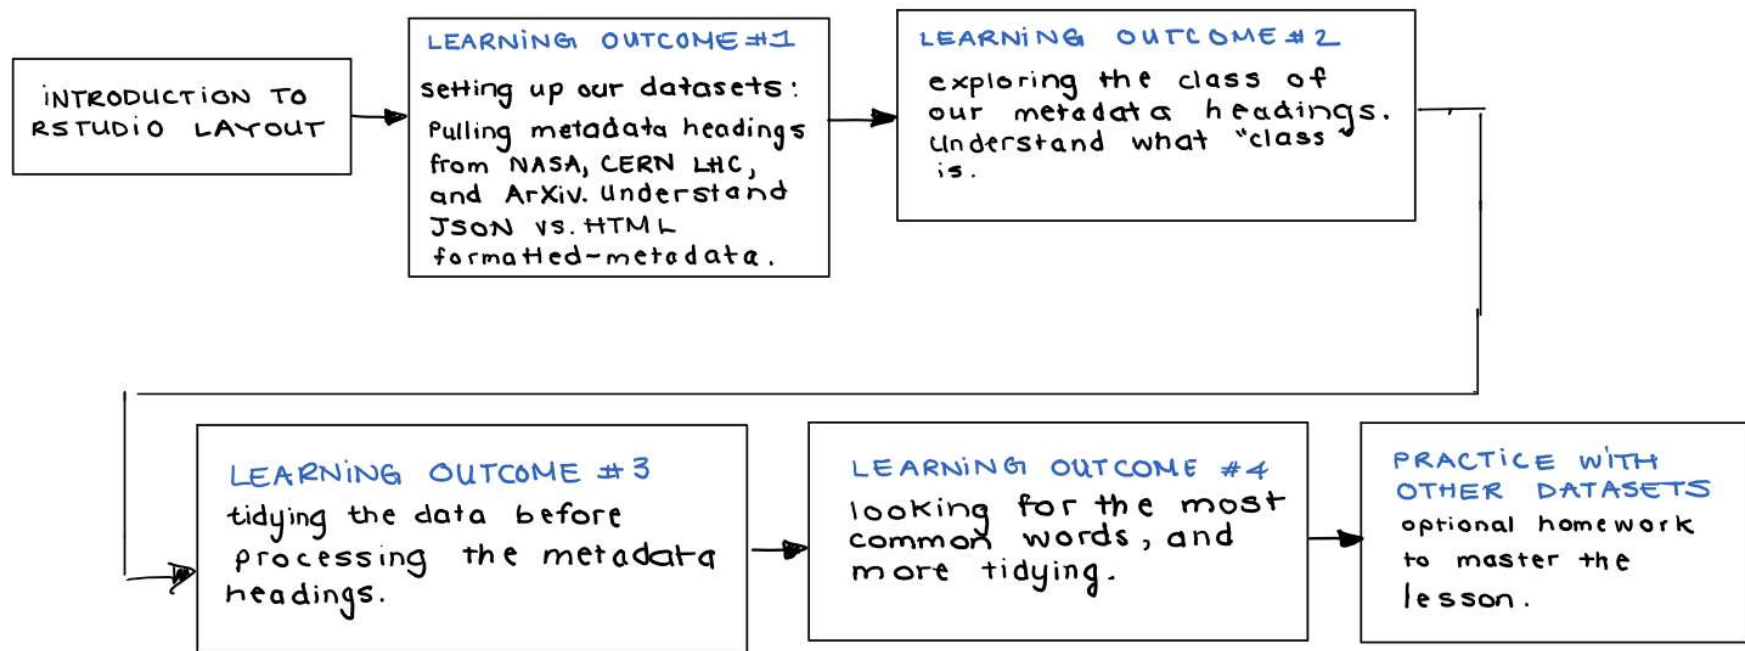 INTRODUCTION TO
RSTUDIO LAYOUT
LEARNING OUTCOME #1
setting up our datasets:
Pulling metadata headings
from NASA, CERN LHC,
and ArXiv. Understand
JSON vs. HTML
formatted-metadata.
LEARNING OUTCOME #2
exploring the class of
our metadata headings.
Understand what "class"
is.
LEARNING OUTCOME #3
tidying the data before
processing the metadata
headings.
LEARNING OUTCOME #4
looking for the most
common words, and
more tidying.
PRACTICE WITH
OTHER DATASETS
optional homework
to master the
lesson.